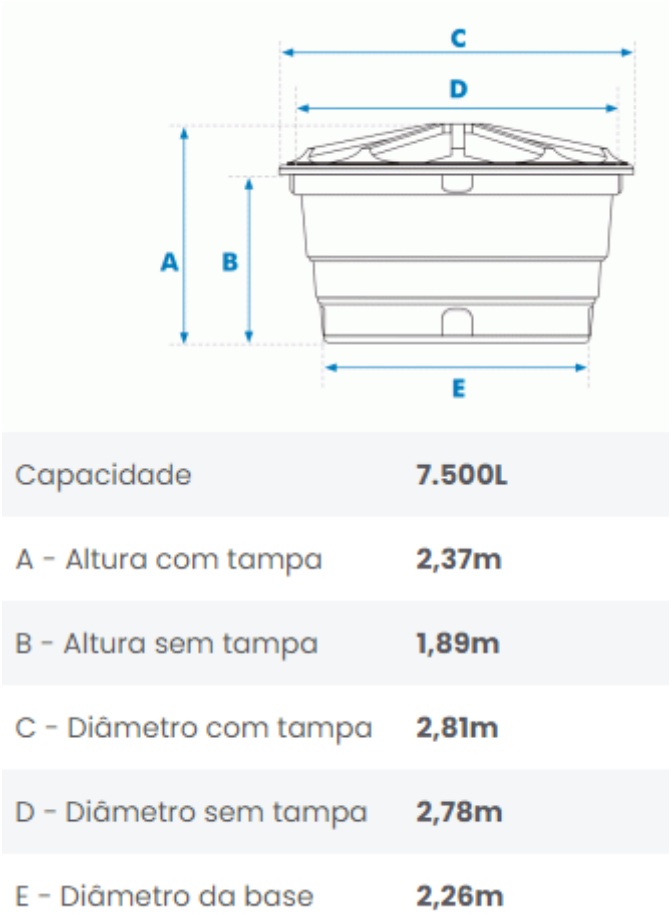 C
D
A
B
E
Capacidade 7.500L
A - Altura com tampa 2,37m
B - Altura sem tampa 1,89m
C - Diâmetro com tampa 2,81m
D - Diâmetro sem tampa 2,78m
E - Diâmetro da base 2,26m